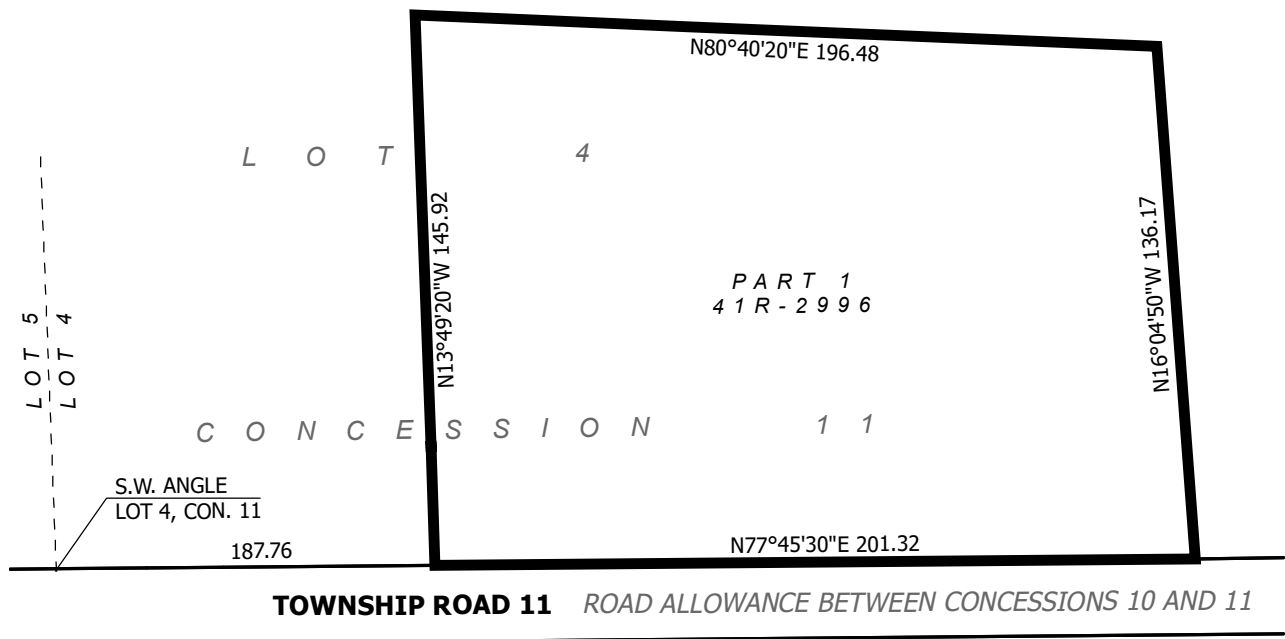 N80°40'20"E 196.48
L O T 4
N13°49'20"W 145.92
N16°04'50"W 136.17
PART 1
41R-2996
LOT 5
LOT 4
CONCESSION 11
S.W. ANGLE
LOT 4, CON. 11
187.76
N77°45'30"E 201.32
TOWNSHIP ROAD 11 ROAD ALLOWANCE BETWEEN CONCESSIONS 10 AND 11